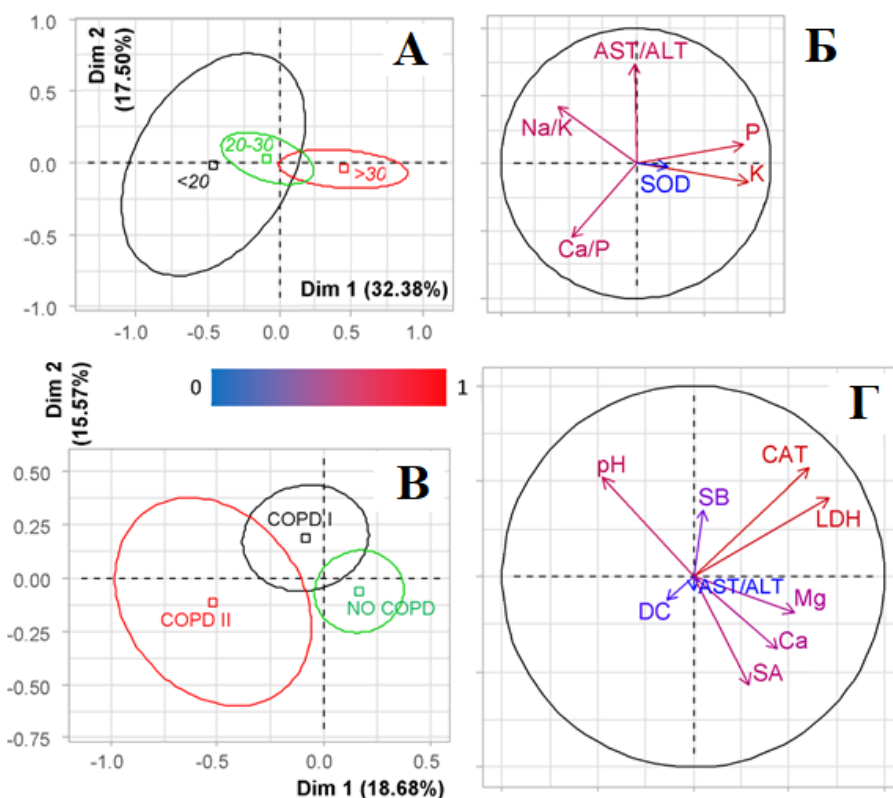 1.0
0.5
0.0
-0.5
-1.0
Dim 2
(17.50%)
А
20-30
<20
>30
Dim 1 (32.38%)
-1.0
-0.5
0.0
0.5
1.0
Б
AST/ALT
Na/K
P
SOD
K
Ca/P
Dim 2
(15.57%)
0
1
0.50
0.25
0.00
-0.25
-0.50
-0.75
В
COPD I
NO COPD
COPD II
-1.0
-0.5
0.0
0.5
Dim 1 (18.68%)
1
Г
pH
CAT
SB
LDH
AST/ALT
DC
Mg
Ca
SA